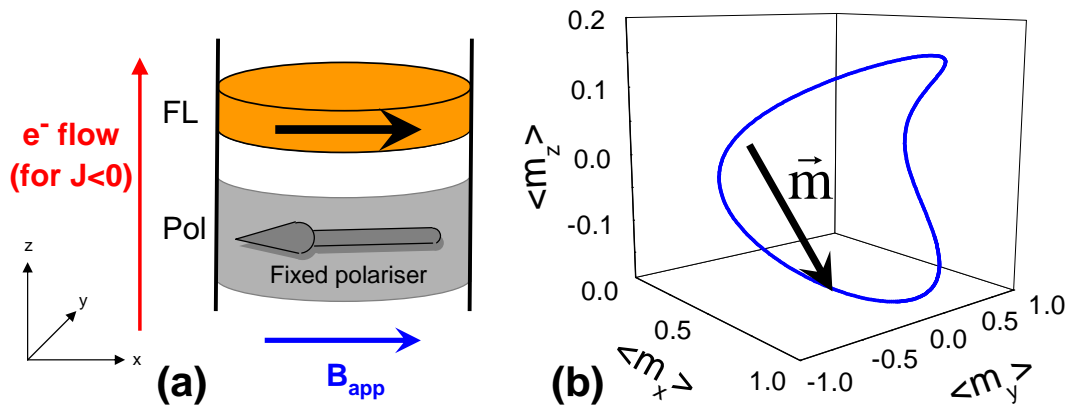 FL
e- flow
(for J<0)
Pol
Fixed polariser
z
y
x
(a)
B_app
0.2
0.1
0.0
-0.1
<m_z>
m⃗
0.0
0.5
1.0
<m_x>
-1.0
-0.5
0.0
0.5
1.0
<m_y>
(b)